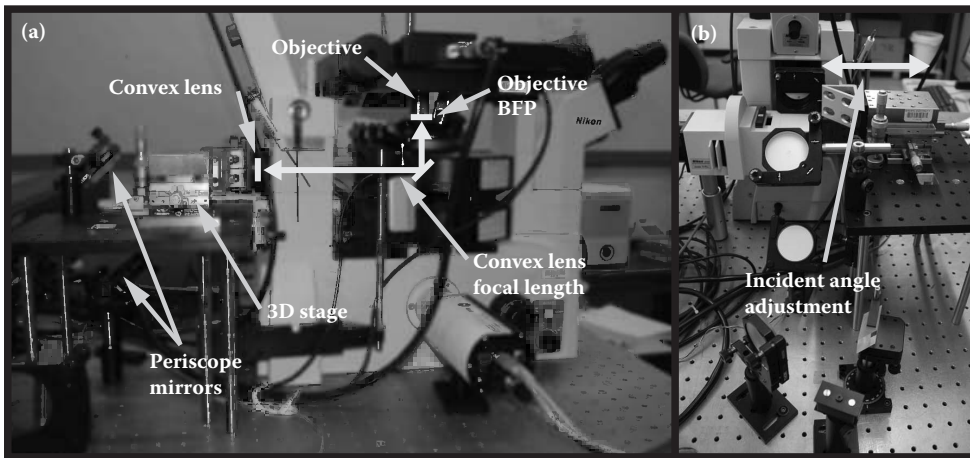 (a)
Objective
Convex lens
Objective
BFP
Nikon
Convex lens
focal length
3D stage
Periscope
mirrors
(b)
Incident angle
adjustment